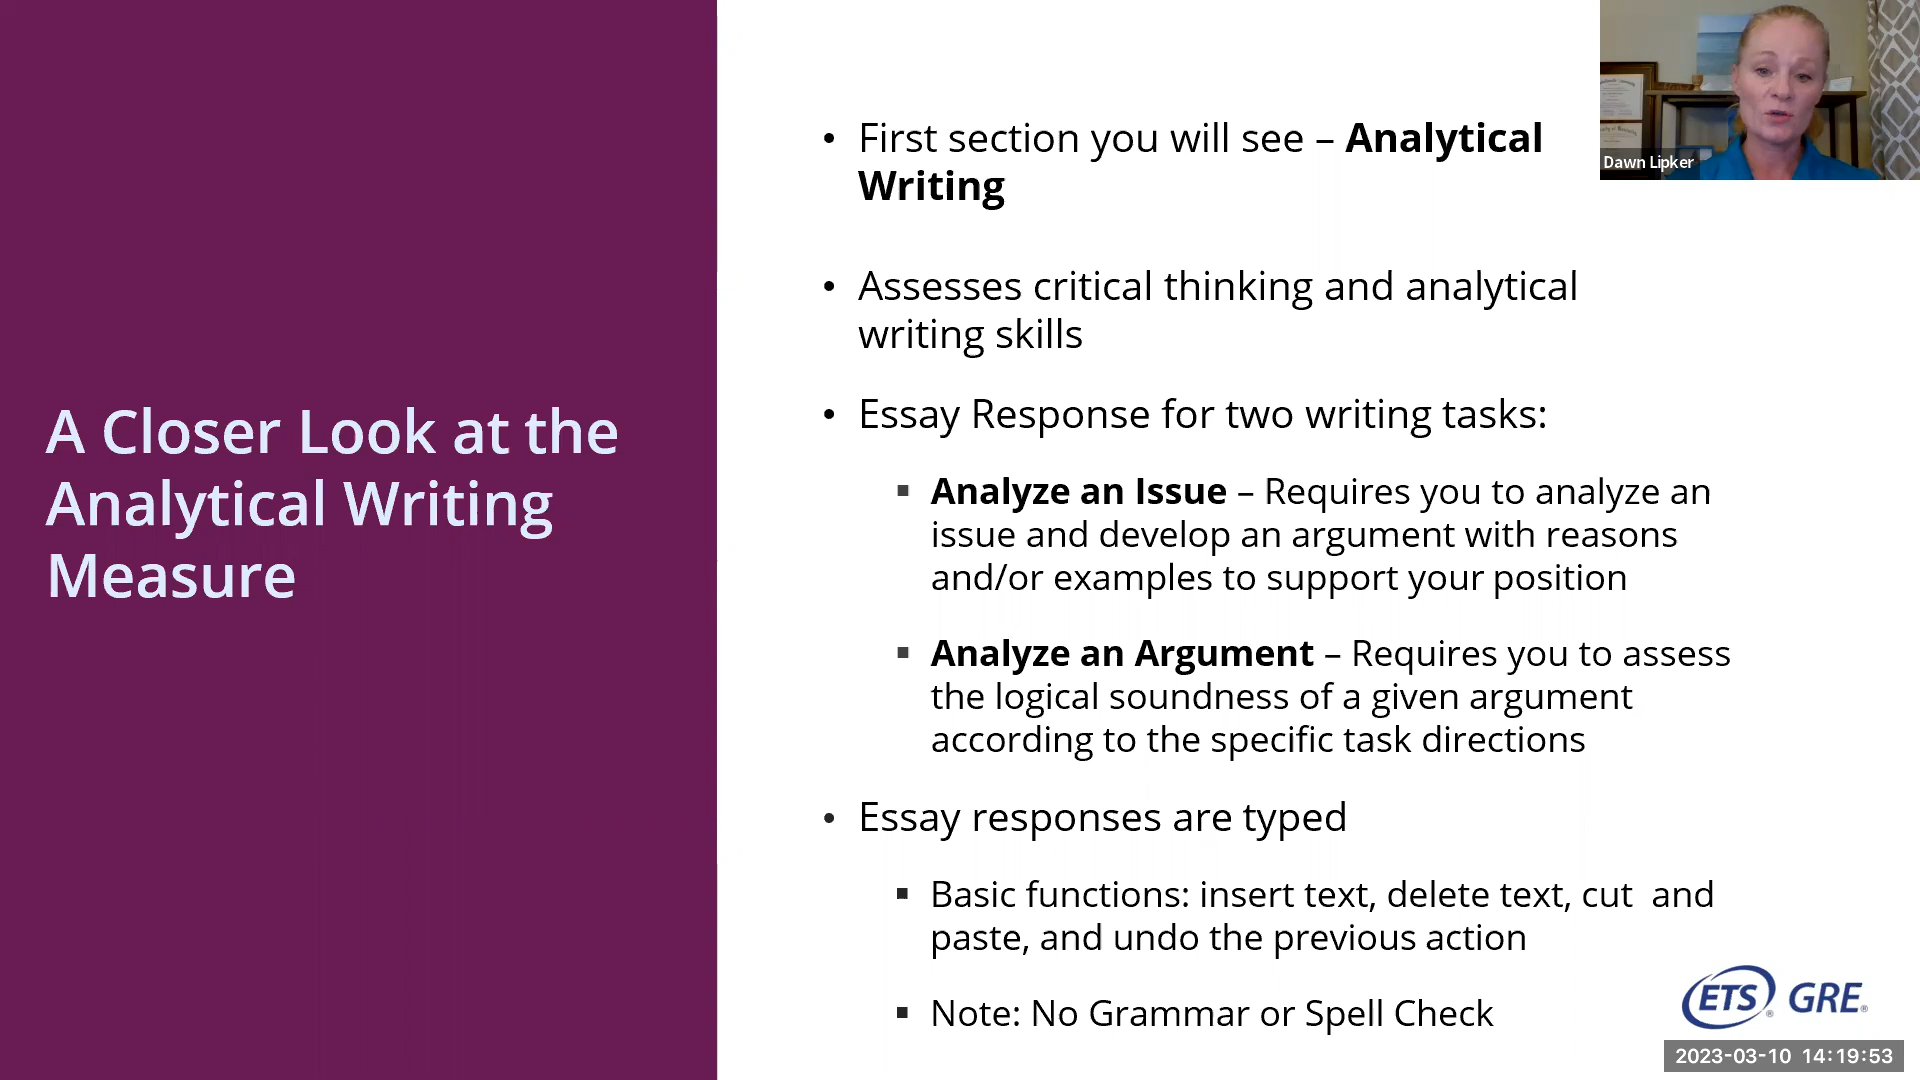 A Closer Look at the
Analytical Writing
Measure
• First section you will see – Analytical
Writing
• Assesses critical thinking and analytical
writing skills
• Essay Response for two writing tasks:
▪ Analyze an Issue – Requires you to analyze an
issue and develop an argument with reasons
and/or examples to support your position
▪ Analyze an Argument – Requires you to assess
the logical soundness of a given argument
according to the specific task directions
• Essay responses are typed
▪ Basic functions: insert text, delete text, cut  and
paste, and undo the previous action
▪ Note: No Grammar or Spell Check
Dawn Lipker
ETS® GRE®
2023-03-10 14:19:53